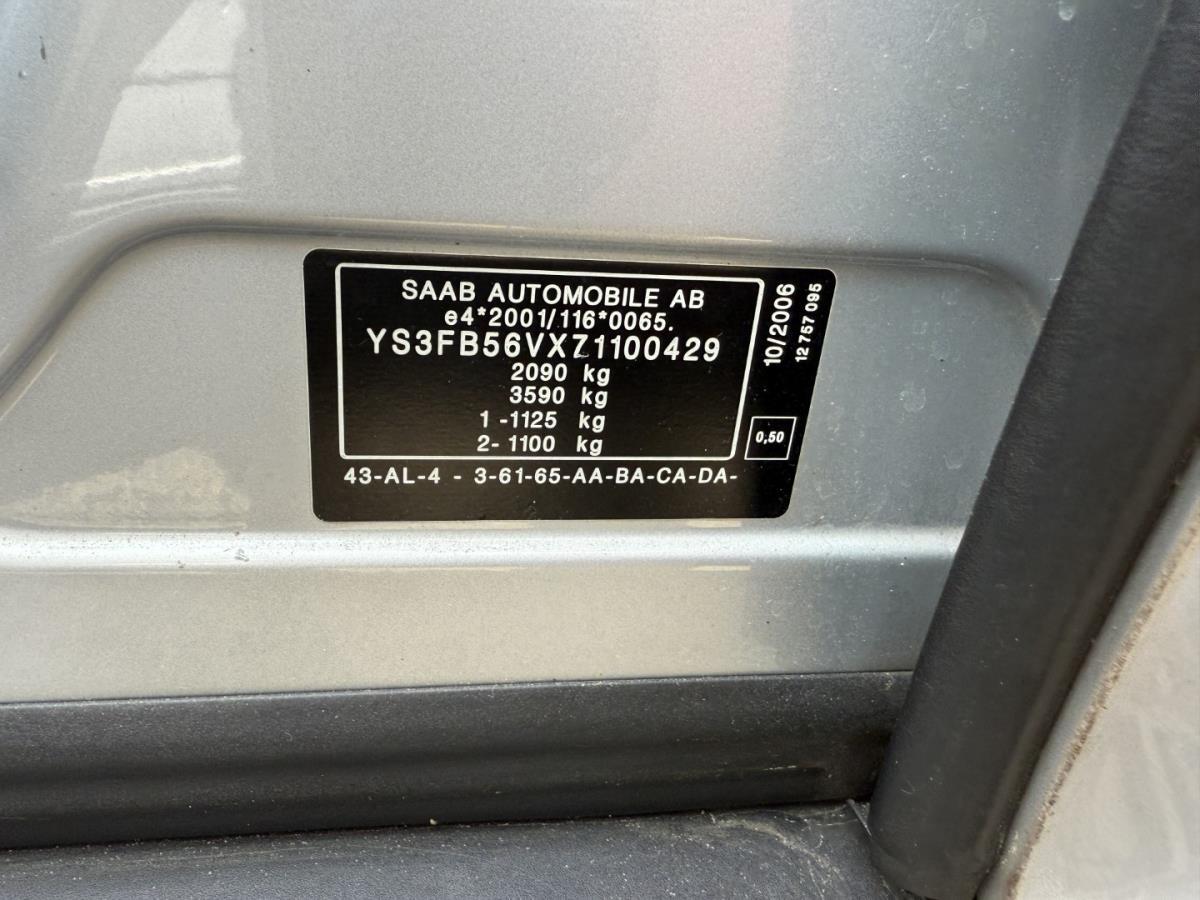 SAAB AUTOMOBILE AB
e4*2001/116*0065.
YS3FB56VXZ1100429
2090 kg
3590 kg
1 -1125 kg
2- 1100 kg
43-AL-4 - 3-61-65-AA-BA-CA-DA-
10/2006
12 757 095
0,50